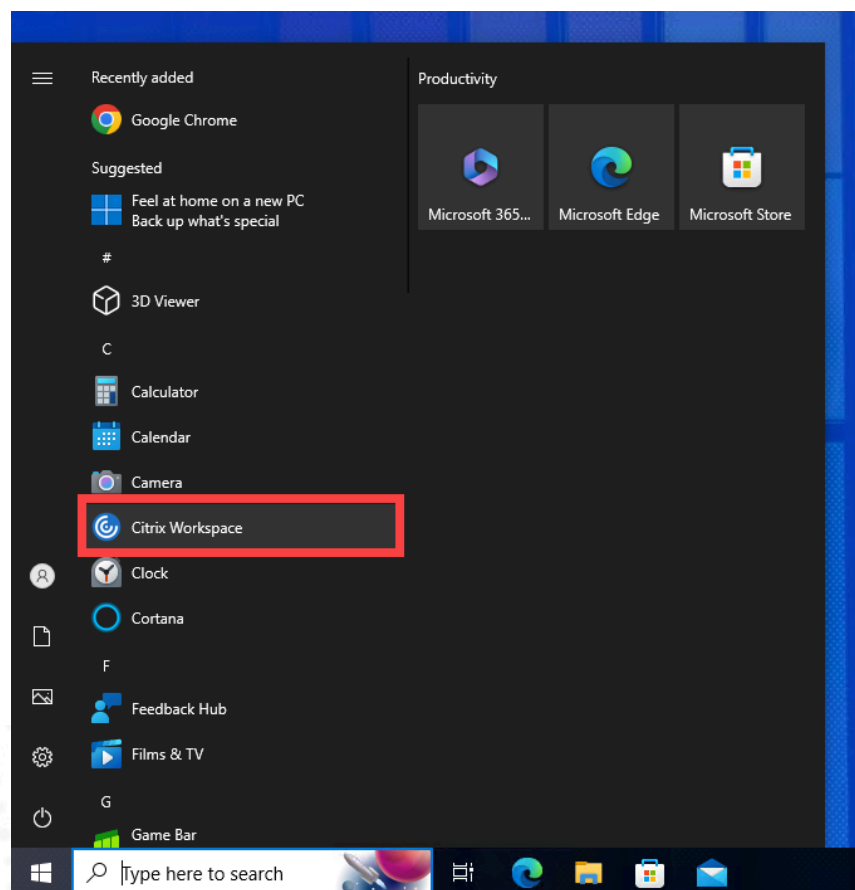 Recently added
Google Chrome
Suggested
Feel at home on a new PC
Back up what's special
#
3D Viewer
C
Calculator
Calendar
Camera
Citrix Workspace
Clock
Cortana
F
Feedback Hub
Films & TV
G
Game Bar
Productivity
Microsoft 365...
Microsoft Edge
Microsoft Store
Type here to search